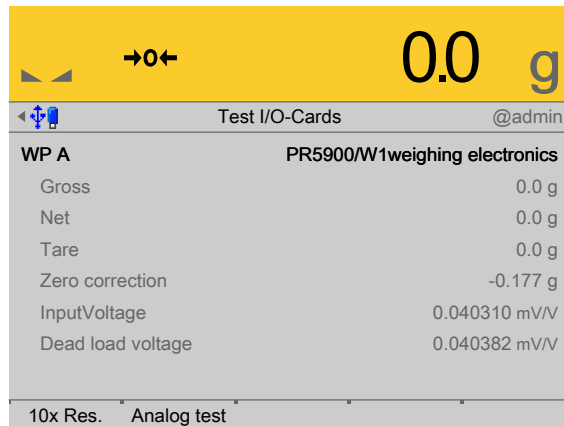 →0← 0.0 g
Test I/O-Cards @admin
WP A PR5900/W1weighing electronics
Gross 0.0 g
Net 0.0 g
Tare 0.0 g
Zero correction -0.177 g
InputVoltage 0.040310 mV/V
Dead load voltage 0.040382 mV/V
10x Res. Analog test